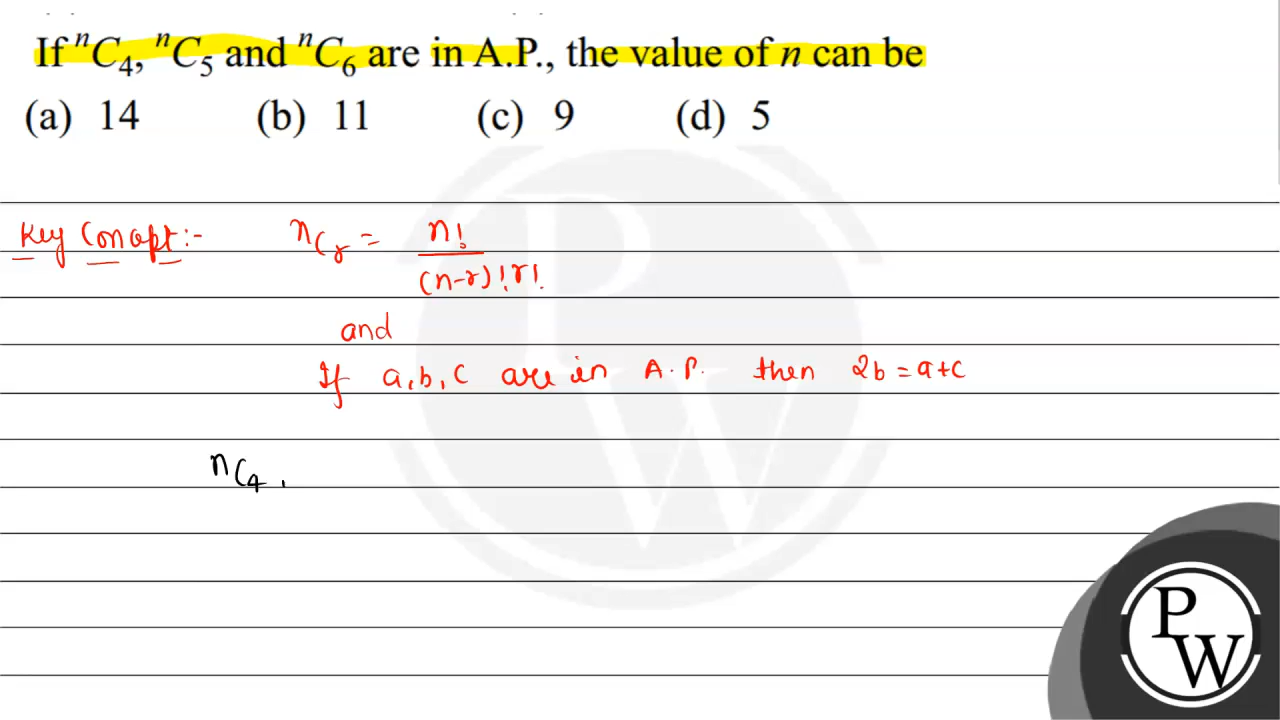 If ⁿC₄, ⁿC₅ and ⁿC₆ are in A.P., the value of n can be
(a) 14 (b) 11 (c) 9 (d) 5
Key Concept:- ⁿCᵣ = n! / (n-r)! r!
and
If a, b, c are in A.P. then 2b = a+c
ⁿC₄ ,
P
W
P
W